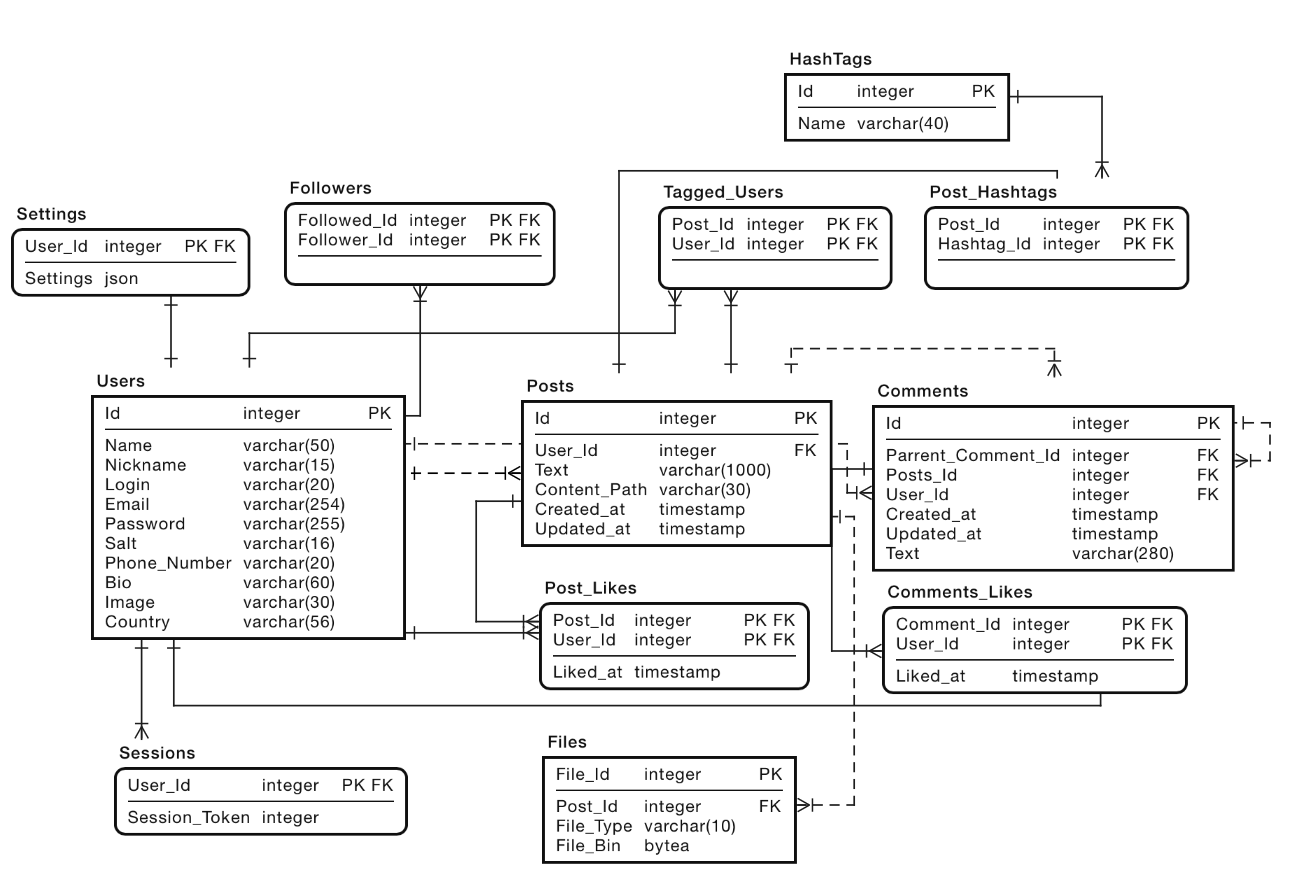 HashTags
Id integer PK
Name varchar(40)
Settings
User_Id integer PK FK
Settings json
Followers
Followed_Id integer PK FK
Follower_Id integer PK FK
Tagged_Users
Post_Id integer PK FK
User_Id integer PK FK
Post_Hashtags
Post_Id integer PK FK
Hashtag_Id integer PK FK
Users
Id integer PK
Name varchar(50)
Nickname varchar(15)
Login varchar(20)
Email varchar(254)
Password varchar(255)
Salt varchar(16)
Phone_Number varchar(20)
Bio varchar(60)
Image varchar(30)
Country varchar(56)
Posts
Id integer PK
User_Id integer FK
Text varchar(1000)
Content_Path varchar(30)
Created_at timestamp
Updated_at timestamp
Comments
Id integer PK
Parrent_Comment_Id integer FK
Posts_Id integer FK
User_Id integer FK
Created_at timestamp
Updated_at timestamp
Text varchar(280)
Post_Likes
Post_Id integer PK FK
User_Id integer PK FK
Liked_at timestamp
Comments_Likes
Comment_Id integer PK FK
User_Id integer PK FK
Liked_at timestamp
Sessions
User_Id integer PK FK
Session_Token integer
Files
File_Id integer PK
Post_Id integer FK
File_Type varchar(10)
File_Bin bytea